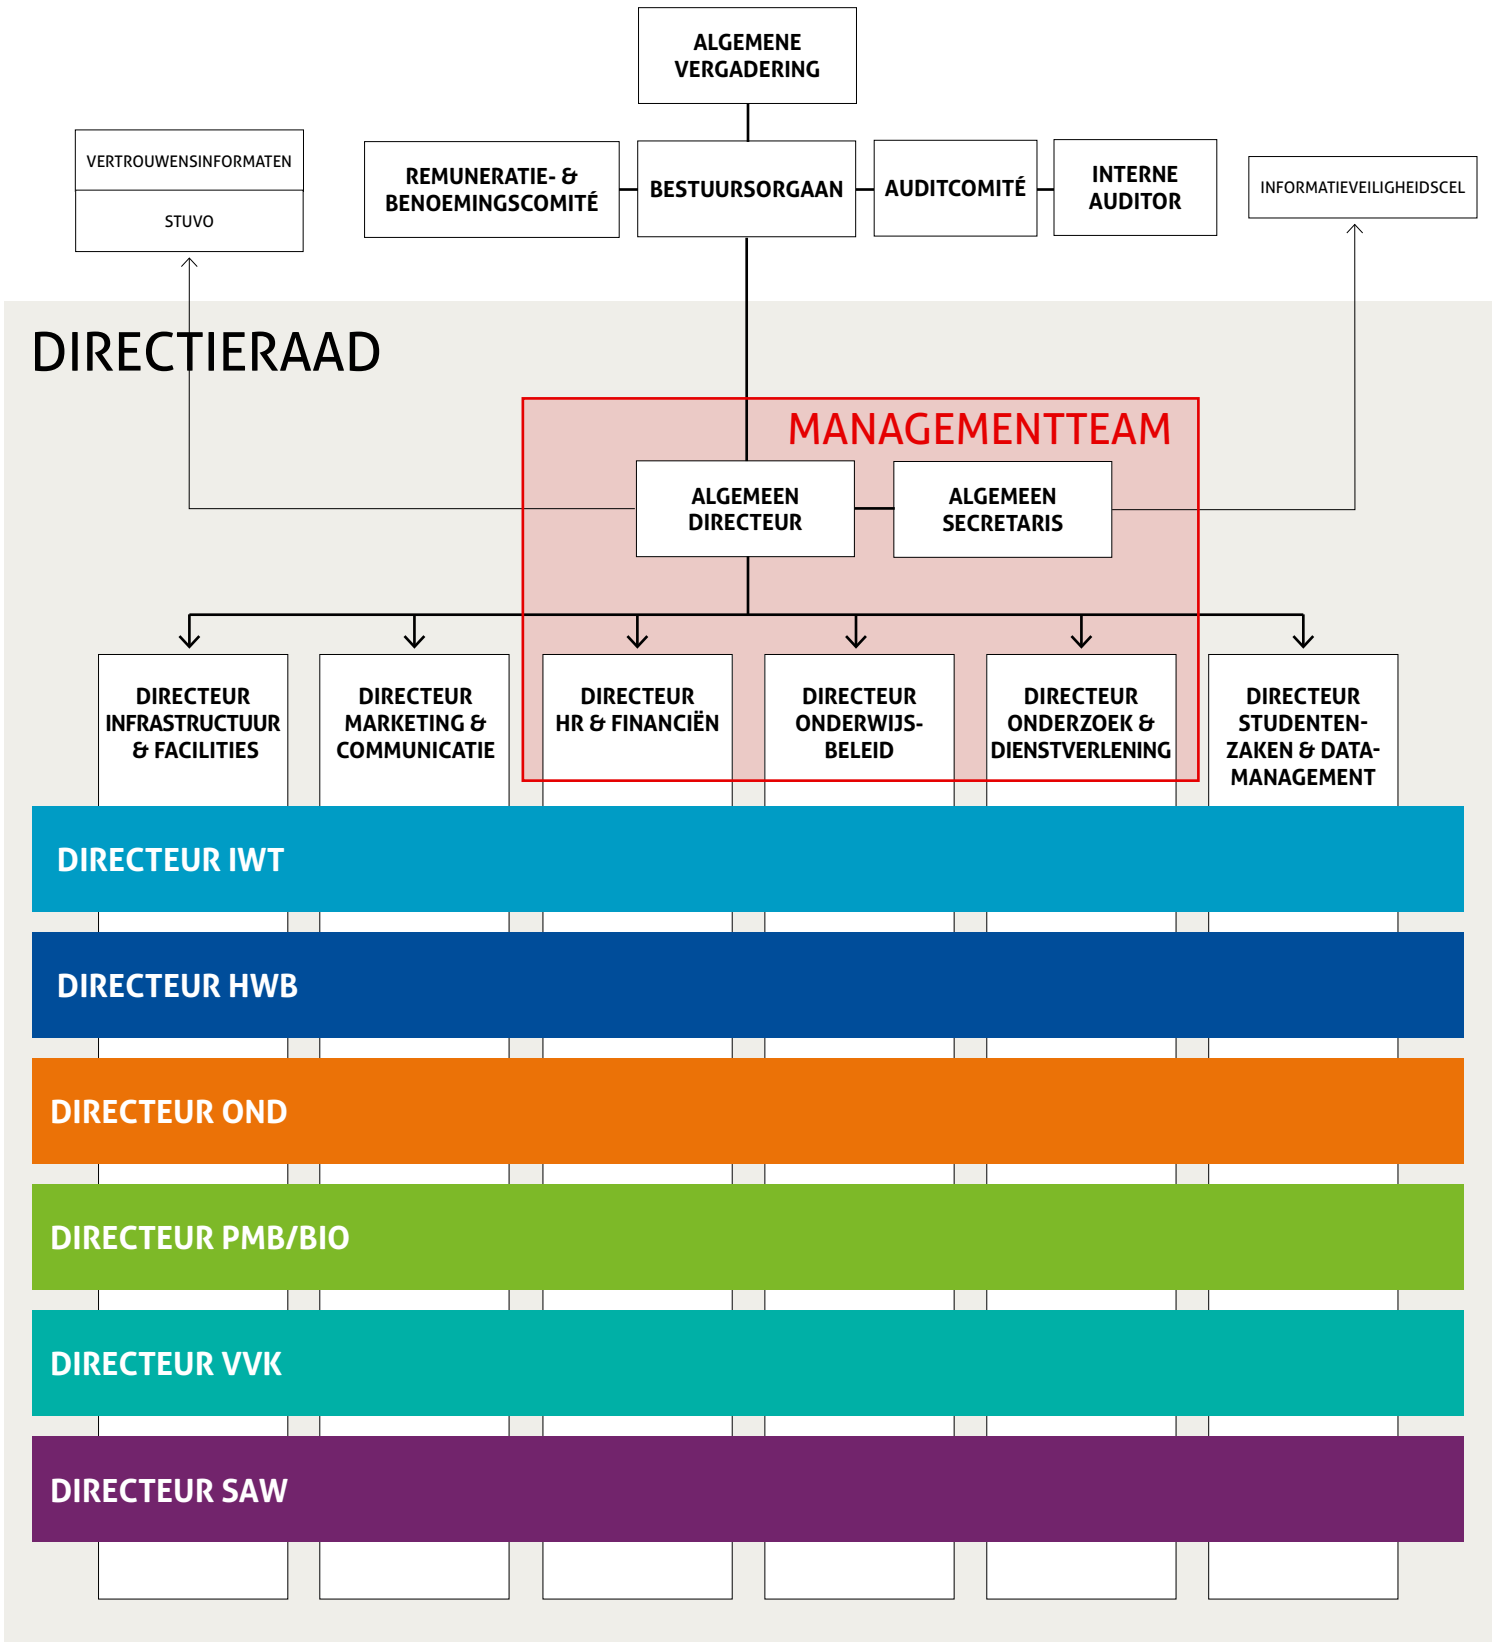 ALGEMENE
VERGADERING
VERTROUWENSINFORMATEN
STUVO
REMUNERATIE- &
BENOEMINGSCOMITÉ
BESTUURSORGAAN
AUDITCOMITÉ
INTERNE
AUDITOR
INFORMATIEVEILIGHEIDSCEL
DIRECTIERAAD
MANAGEMENTTEAM
ALGEMEEN
DIRECTEUR
ALGEMEEN
SECRETARIS
DIRECTEUR
INFRASTRUCTUUR
& FACILITIES
DIRECTEUR
MARKETING &
COMMUNICATIE
DIRECTEUR
HR & FINANCIËN
DIRECTEUR
ONDERWIJS-
BELEID
DIRECTEUR
ONDERZOEK &
DIENSTVERLENING
DIRECTEUR
STUDENTEN-
ZAKEN & DATA-
MANAGEMENT
DIRECTEUR IWT
DIRECTEUR HWB
DIRECTEUR OND
DIRECTEUR PMB/BIO
DIRECTEUR VVK
DIRECTEUR SAW